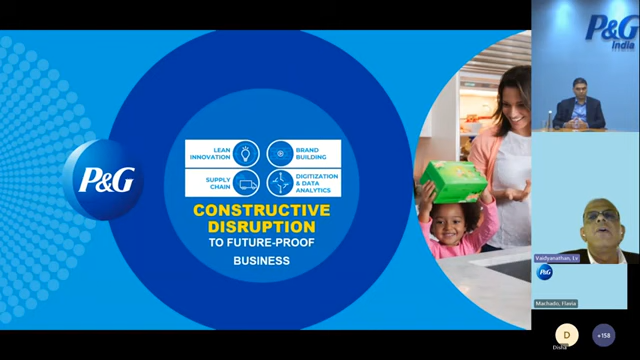 P&G
LEAN
INNOVATION
BRAND
BUILDING
SUPPLY
CHAIN
DIGITIZATION
& DATA
ANALYTICS
CONSTRUCTIVE
DISRUPTION
TO FUTURE-PROOF
BUSINESS
P&G
India
Vaidyanathan, Lv
P&G
Machado, Flavia
D
Disha
+158